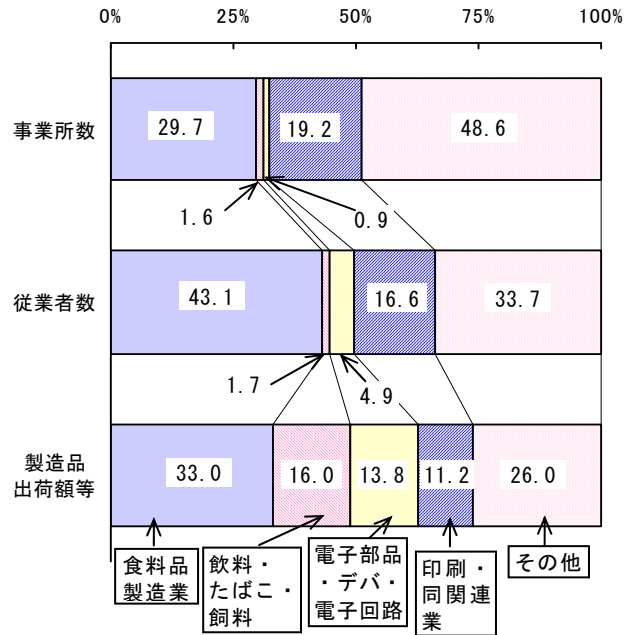 0% 25% 50% 75% 100%
事業所数
29.7 19.2 48.6
1.6 0.9
従業者数
43.1 16.6 33.7
1.7 4.9
製造品
出荷額等
33.0 16.0 13.8 11.2 26.0
食料品
製造業
飲料・
たばこ・
飼料
電子部品
・デバ・
電子回路
印刷・
同関連
業
その他